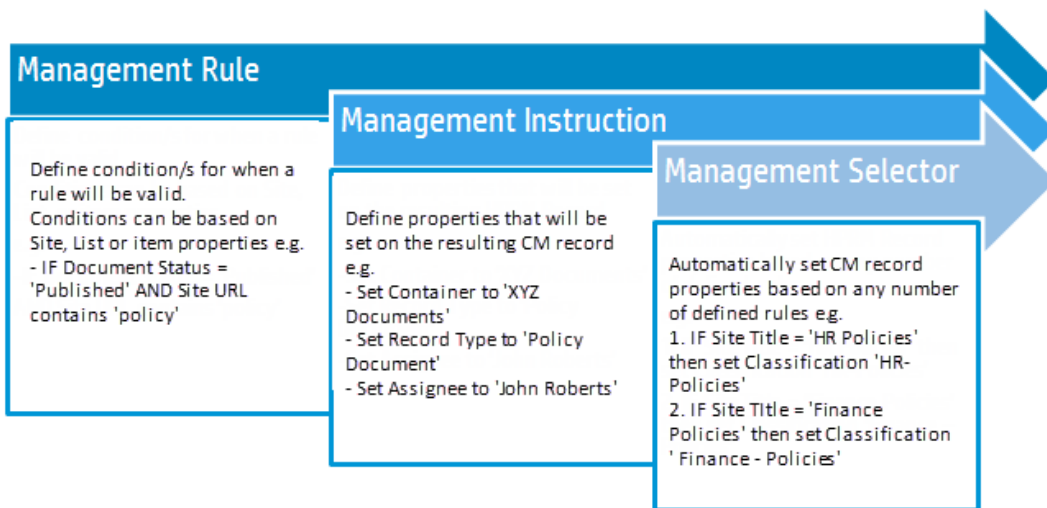 Management Rule
Define condition/s for when a
rule will be valid.
Conditions can be based on
Site, List or item properties e.g.
- IF Document Status =
'Published' AND Site URL
contains 'policy'
Management Instruction
Define properties that will be
set on the resulting CM record
e.g.
- Set Container to 'XYZ
Documents'
- Set Record Type to 'Policy
Document'
- Set Assignee to 'John Roberts'
Management Selector
Automatically set CM record
properties based on any number
of defined rules e.g.
1. IF Site Title = 'HR Policies'
then set Classification 'HR-
Policies'
2. IF Site TItle = 'Finance
Policies' then set Classification
' Finance - Policies'